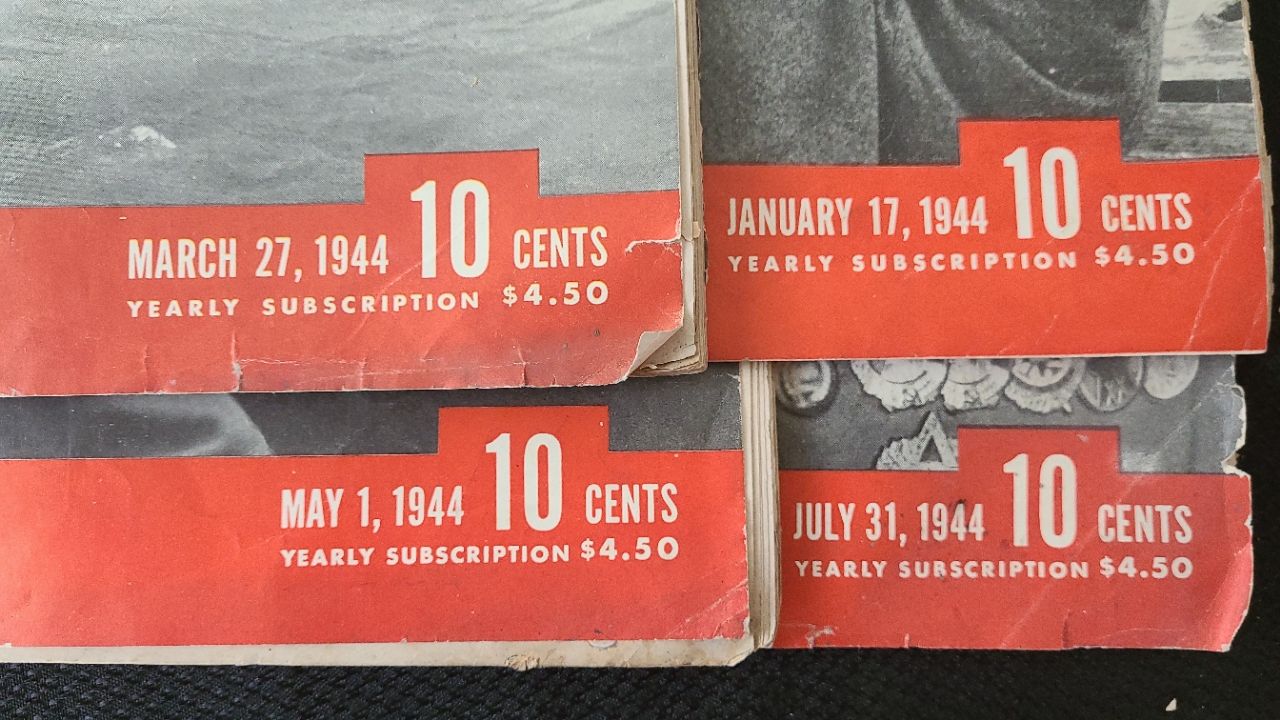 MARCH 27, 1944 10 CENTS
YEARLY SUBSCRIPTION $4.50
JANUARY 17, 1944 10 CENTS
YEARLY SUBSCRIPTION $4.50
MAY 1, 1944 10 CENTS
YEARLY SUBSCRIPTION $4.50
JULY 31, 1944 10 CENTS
YEARLY SUBSCRIPTION $4.50